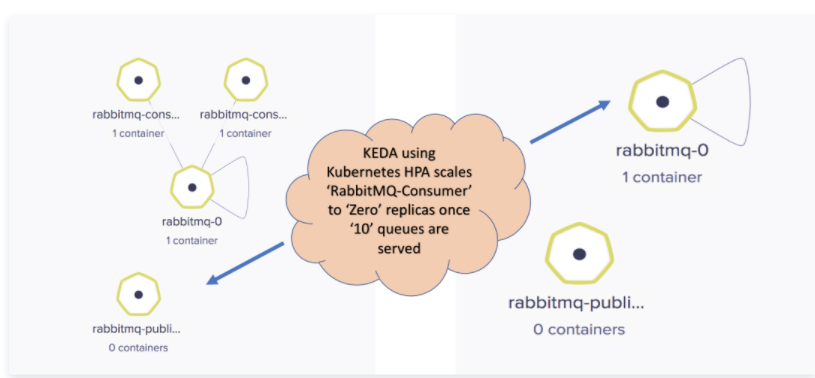 rabbitmq-cons...
1 container
rabbitmq-cons...
1 container
rabbitmq-0
1 container
rabbitmq-publi...
0 containers
KEDA using
Kubernetes HPA scales
‘RabbitMQ-Consumer’
to ‘Zero’ replicas once
‘10’ queues are
served
rabbitmq-0
1 container
rabbitmq-publi...
0 containers